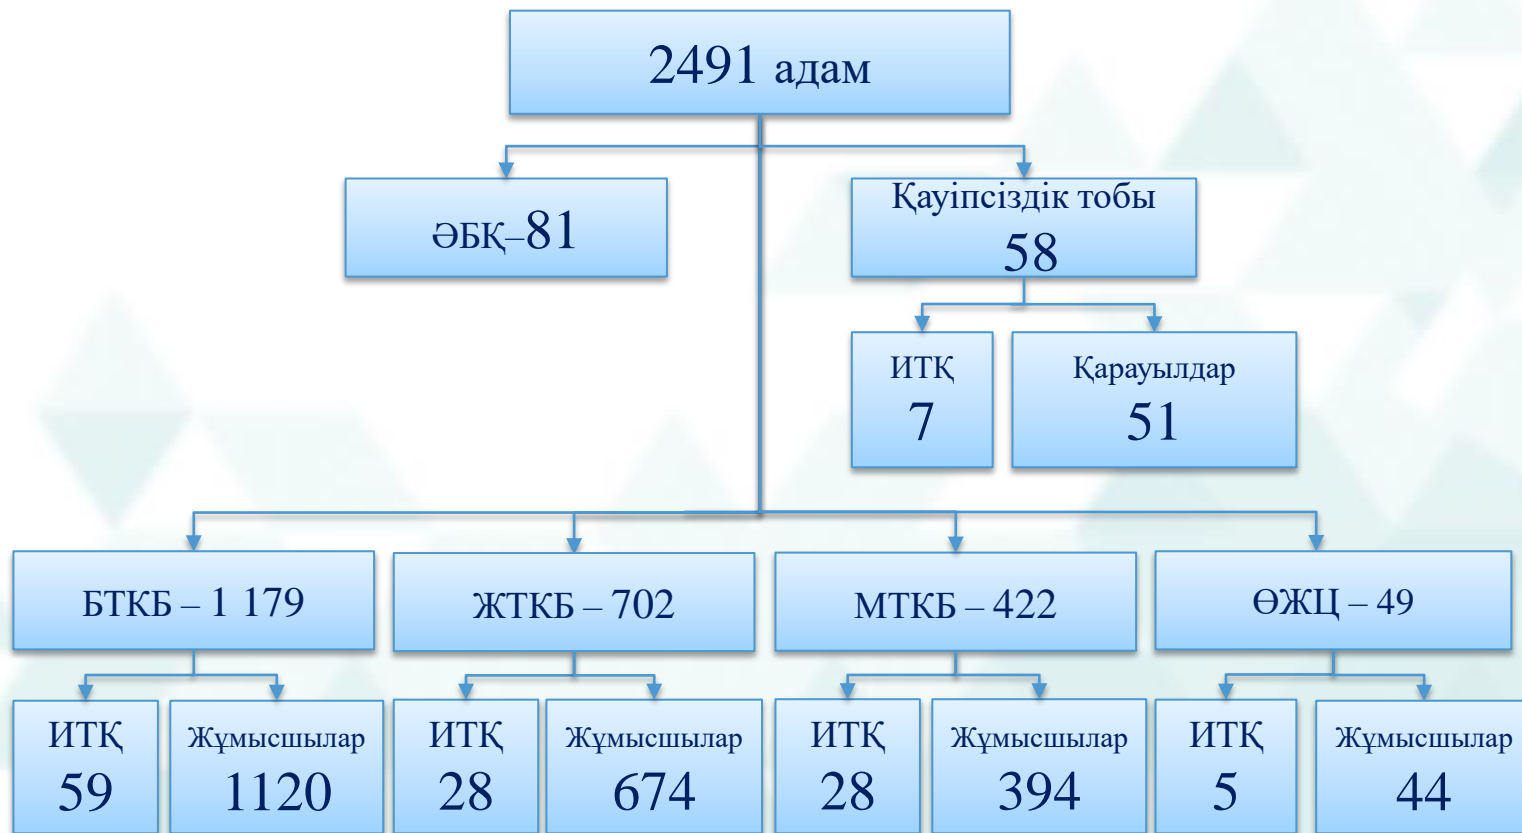 2491 адам
ӘБҚ–81
Қауіпсіздік тобы
58
ИТҚ
7
Қарауылдар
51
БТКБ – 1 179
ЖТКБ – 702
МТКБ – 422
ӨЖЦ – 49
ИТҚ
59
Жұмысшылар
1120
ИТҚ
28
Жұмысшылар
674
ИТҚ
28
Жұмысшылар
394
ИТҚ
5
Жұмысшылар
44